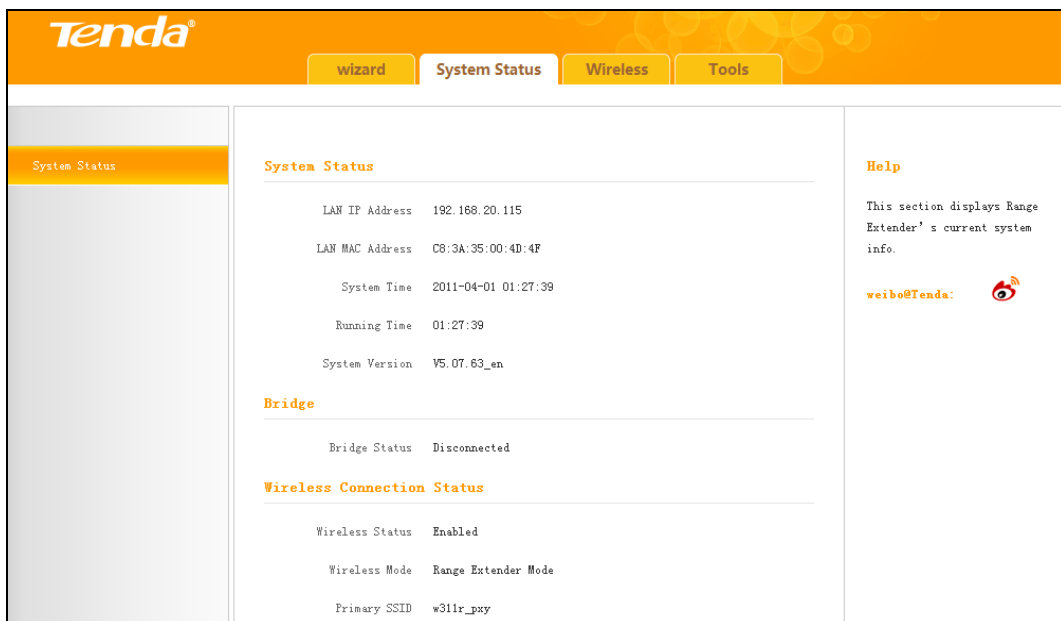 Tenda®
wizard
System Status
Wireless
Tools
System Status
System Status
LAN IP Address 192.168.20.115
LAN MAC Address C8:3A:35:00:4D:4F
System Time 2011-04-01 01:27:39
Running Time 01:27:39
System Version V5.07.63_en
Bridge
Bridge Status Disconnected
Wireless Connection Status
Wireless Status Enabled
Wireless Mode Range Extender Mode
Primary SSID w311r_pxy
Help
This section displays Range
Extender’s current system
info.
weibo@Tenda: